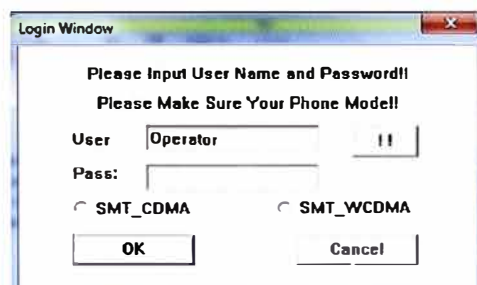 Login Window
Please Input User Name and Password!!
Please Make Sure Your Phone Model!!
User Operator !!
Pass:
SMT_CDMA SMT_WCDMA
OK Cancel